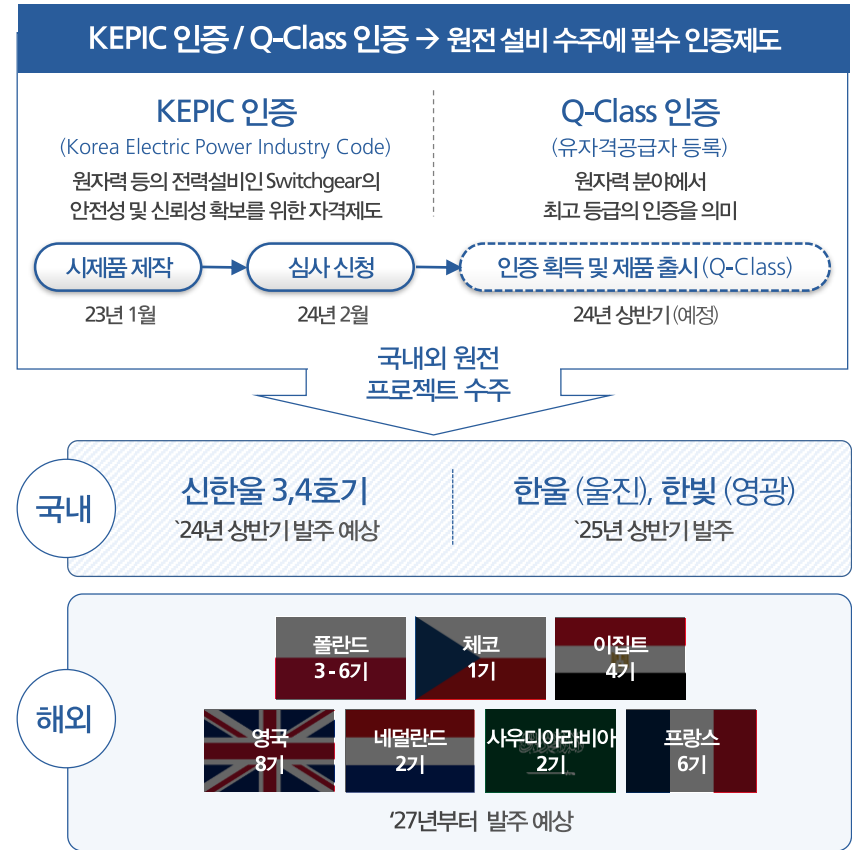 KEPIC 인증 / Q-Class 인증 → 원전 설비 수주에 필수 인증제도
KEPIC 인증
(Korea Electric Power Industry Code)
원자력 등의 전력설비인 Switchgear의
안전성 및 신뢰성 확보를 위한 자격제도
Q-Class 인증
(유자격공급자 등록)
원자력 분야에서
최고 등급의 인증을 의미
시제품 제작
심사 신청
인증 획득 및 제품 출시 (Q-Class)
23년 1월
24년 2월
24년 상반기 (예정)
국내외 원전
프로젝트 수주
국내
신한울 3,4호기
`24년 상반기 발주 예상
한울 (울진), 한빛 (영광)
`25년 상반기 발주
해외
폴란드
3 - 6기
체코
1기
이집트
4기
영국
8기
네덜란드
2기
사우디아라비아
2기
프랑스
6기
‘27년부터 발주 예상